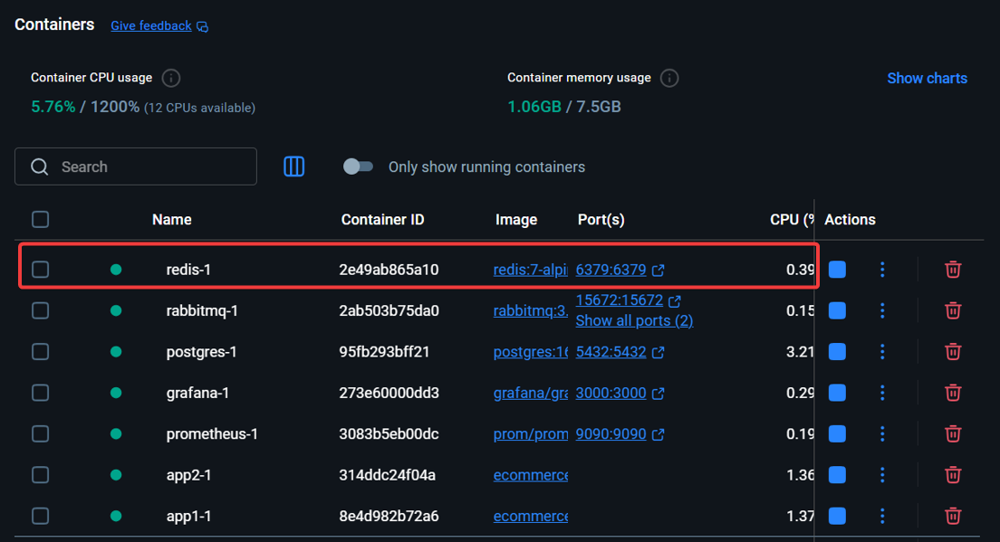 Containers Give feedback
Container CPU usage
5.76% / 1200% (12 CPUs available)
Container memory usage
1.06GB / 7.5GB
Show charts
Search
Only show running containers
Name Container ID Image Port(s) CPU (% Actions
redis-1 2e49ab865a10 redis:7-alpi 6379:6379 0.39
rabbitmq-1 2ab503b75da0 rabbitmq:3. 15672:15672 0.15
Show all ports (2)
postgres-1 95fb293bff21 postgres:16 5432:5432 3.21
grafana-1 273e60000dd3 grafana/gra 3000:3000 0.29
prometheus-1 3083b5eb00dc prom/prom 9090:9090 0.19
app2-1 314ddc24f04a ecommerce 1.36
app1-1 8e4d982b72a6 ecommerce 1.37